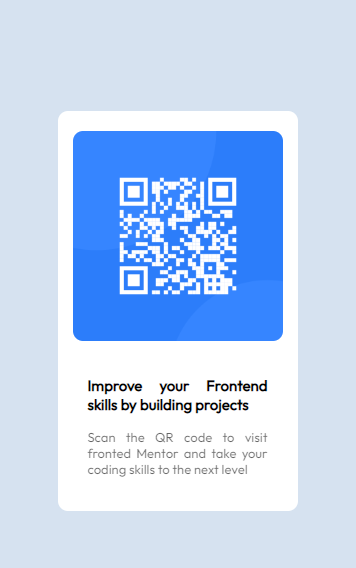 Improve your Frontend
skills by building projects
Scan the QR code to visit
fronted Mentor and take your
coding skills to the next level